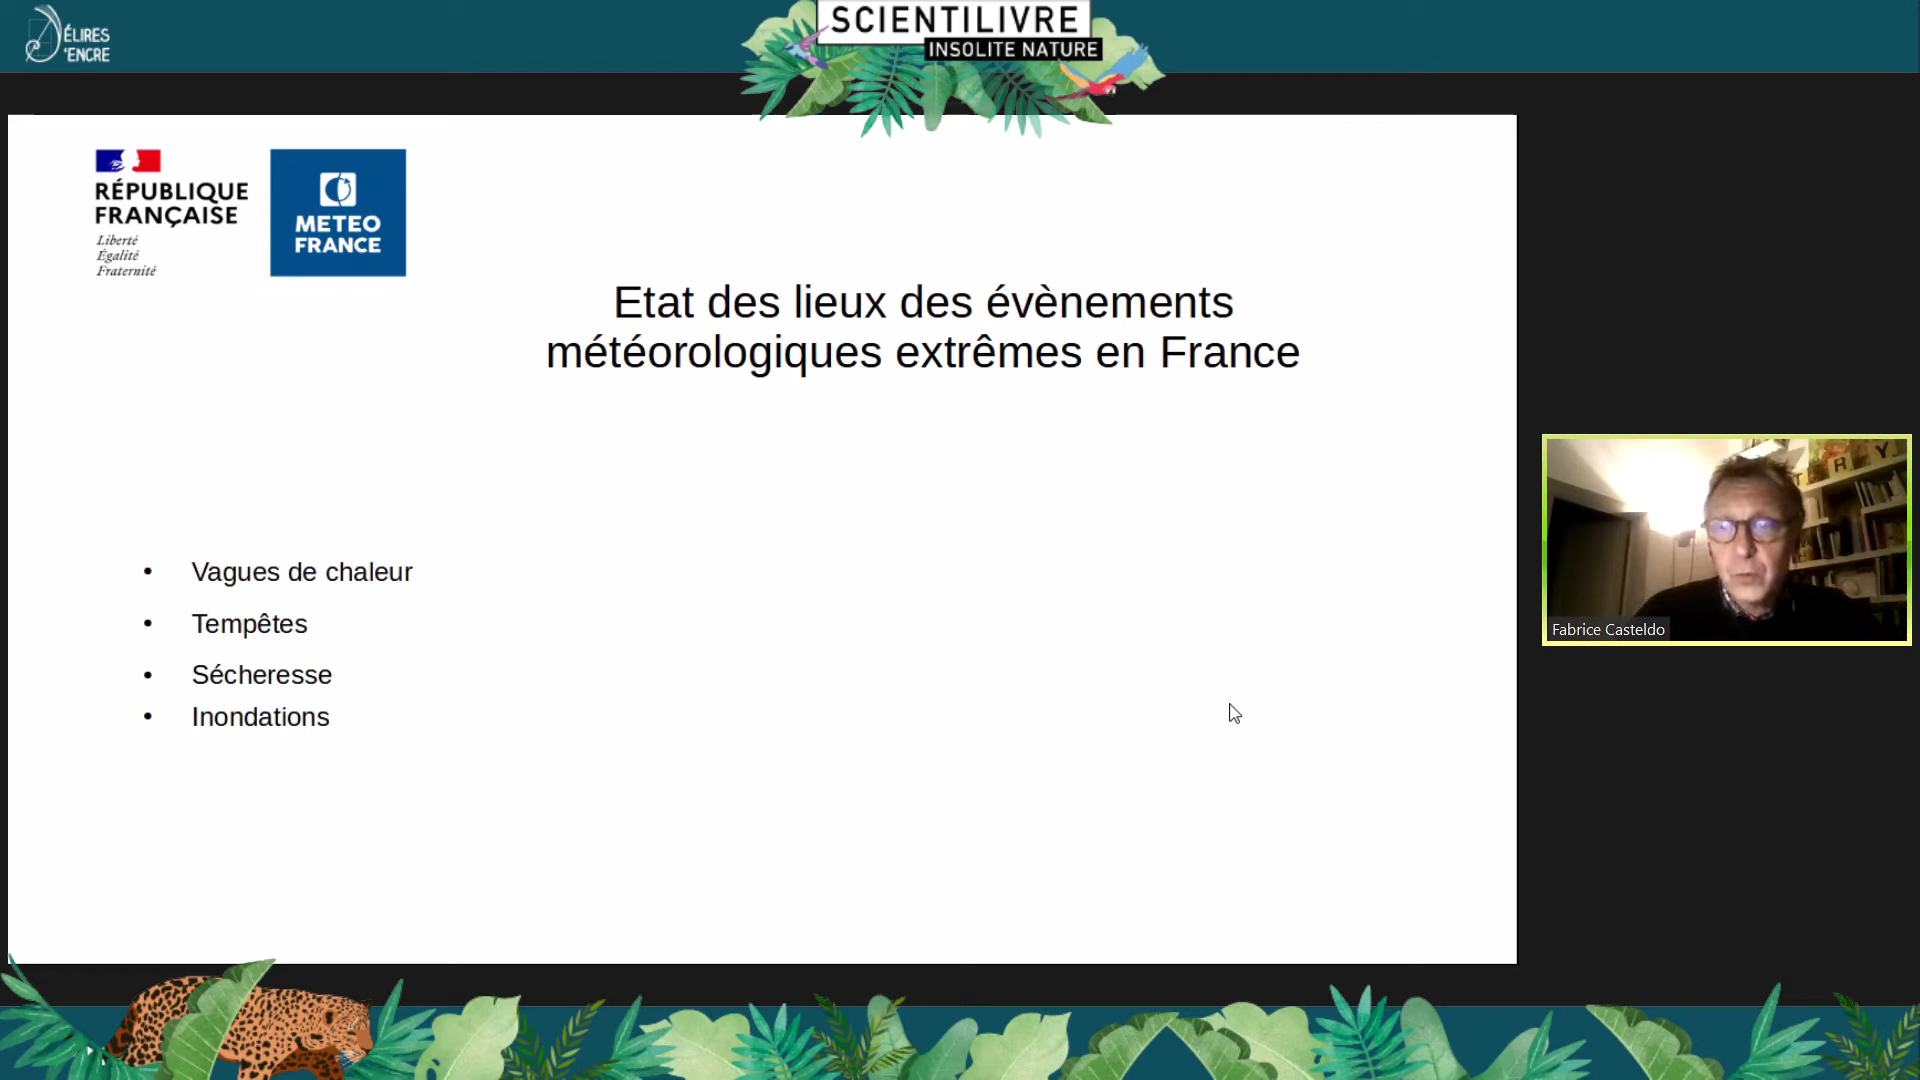 ÉLIRES
'ENCRE
SCIENTILIVRE
INSOLITE NATURE
RÉPUBLIQUE
FRANÇAISE
Liberté
Égalité
Fraternité
METEO
FRANCE
Etat des lieux des évènements
météorologiques extrêmes en France
• Vagues de chaleur
• Tempêtes
• Sécheresse
• Inondations
T R Y
Fabrice Casteldo